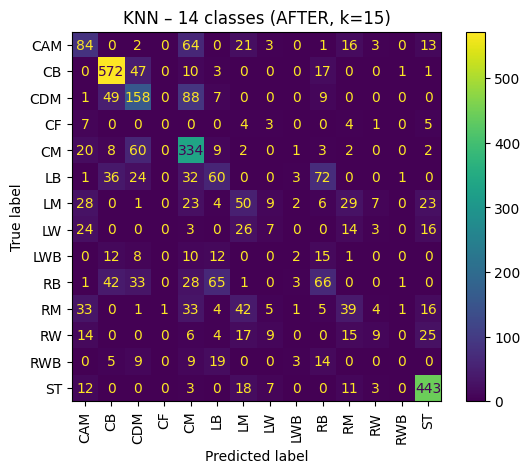 KNN – 14 classes (AFTER, k=15)
CAM 84 0 2 0 64 0 21 3 0 1 16 3 0 13
CB 0 572 47 0 10 3 0 0 0 17 0 0 1 1
CDM 1 49 158 0 88 7 0 0 0 9 0 0 0 0
CF 7 0 0 0 0 0 4 3 0 0 4 1 0 5
CM 20 8 60 0 334 9 2 0 1 3 2 0 0 2
LB 1 36 24 0 32 60 0 0 3 72 0 0 1 0
LM 28 0 1 0 23 4 50 9 2 6 29 7 0 23
LW 24 0 0 0 3 0 26 7 0 0 14 3 0 16
LWB 0 12 8 0 10 12 0 0 2 15 1 0 0 0
RB 1 42 33 0 28 65 1 0 3 66 0 0 1 0
RM 33 0 1 1 33 4 42 5 1 5 39 4 1 16
RW 14 0 0 0 6 4 17 9 0 0 15 9 0 25
RWB 0 5 9 0 9 19 0 0 3 14 0 0 0 0
ST 12 0 0 0 3 0 18 7 0 0 11 3 0 443
CAM CB CDM CF CM LB LM LW LWB RB RM RW RWB ST
Predicted label
True label
500
400
300
200
100
0